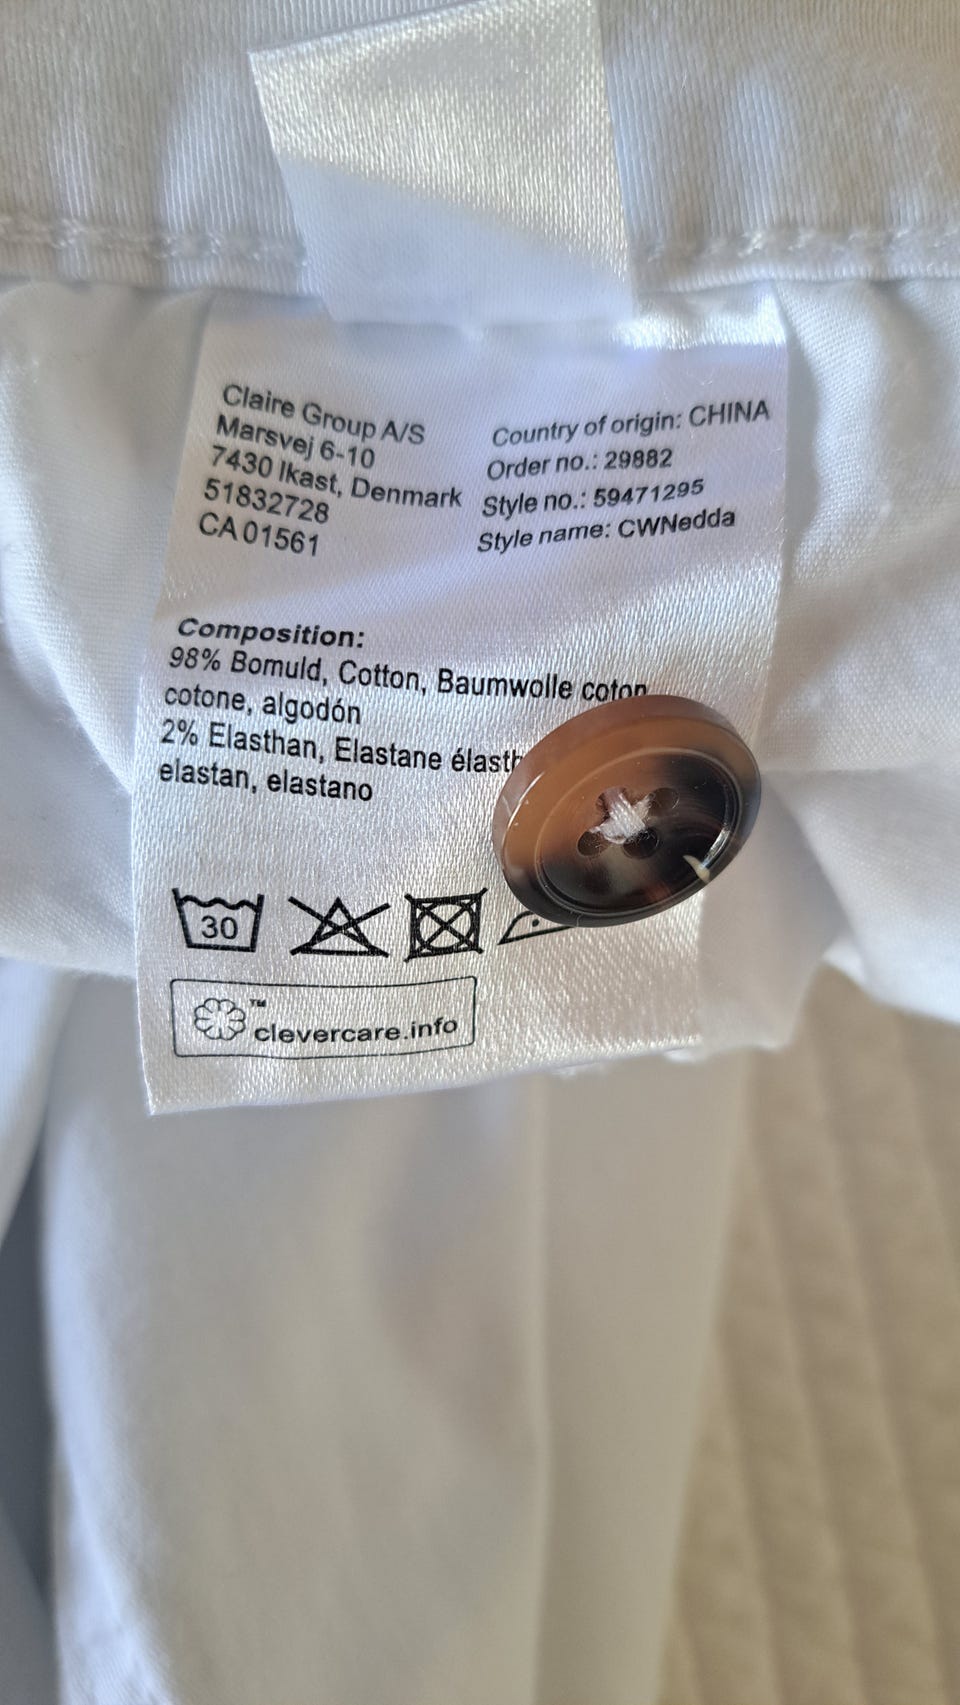 Claire Group A/S
Marsvej 6-10
7430 Ikast, Denmark
51832728
CA 01561
Country of origin: CHINA
Order no.: 29882
Style no.: 59471295
Style name: CWNedda
Composition:
98% Bomuld, Cotton, Baumwolle coton
cotone, algodón
2% Elasthan, Elastane
elastan, elastano
30
™
clevercare.info